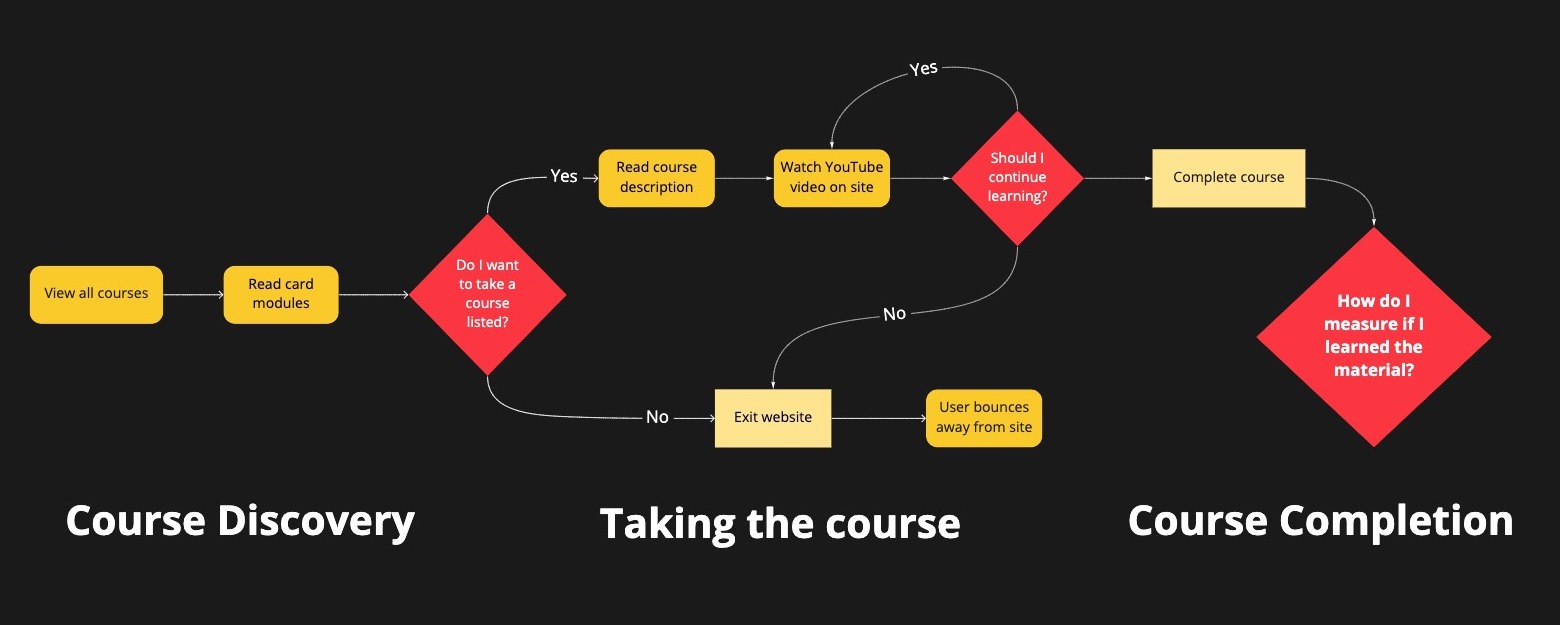 Yes
Should I
continue
learning?
Yes
Read course
description
Watch YouTube
video on site
Complete course
View all courses
Read card
modules
Do I want
to take a
course
listed?
How do I
measure if I
learned the
material?
No
No
Exit website
User bounces
away from site
Course Discovery
Taking the course
Course Completion